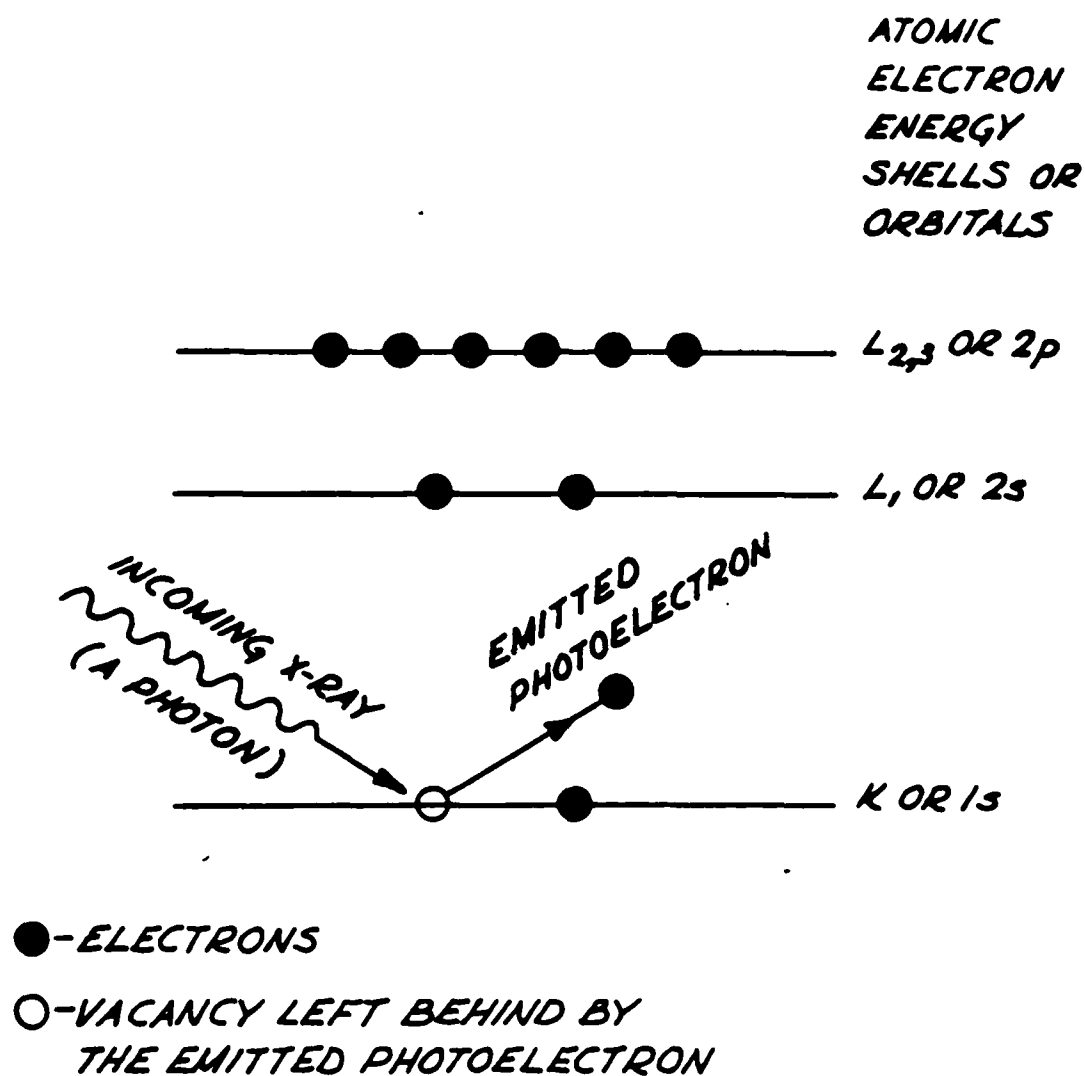 ATOMIC
ELECTRON
ENERGY
SHELLS OR
ORBITALS
L2,3 OR 2p
L1 OR 2s
INCOMING X-RAY
(A PHOTON)
EMITTED
PHOTOELECTRON
K OR 1s
-ELECTRONS
-VACANCY LEFT BEHIND BY
THE EMITTED PHOTOELECTRON